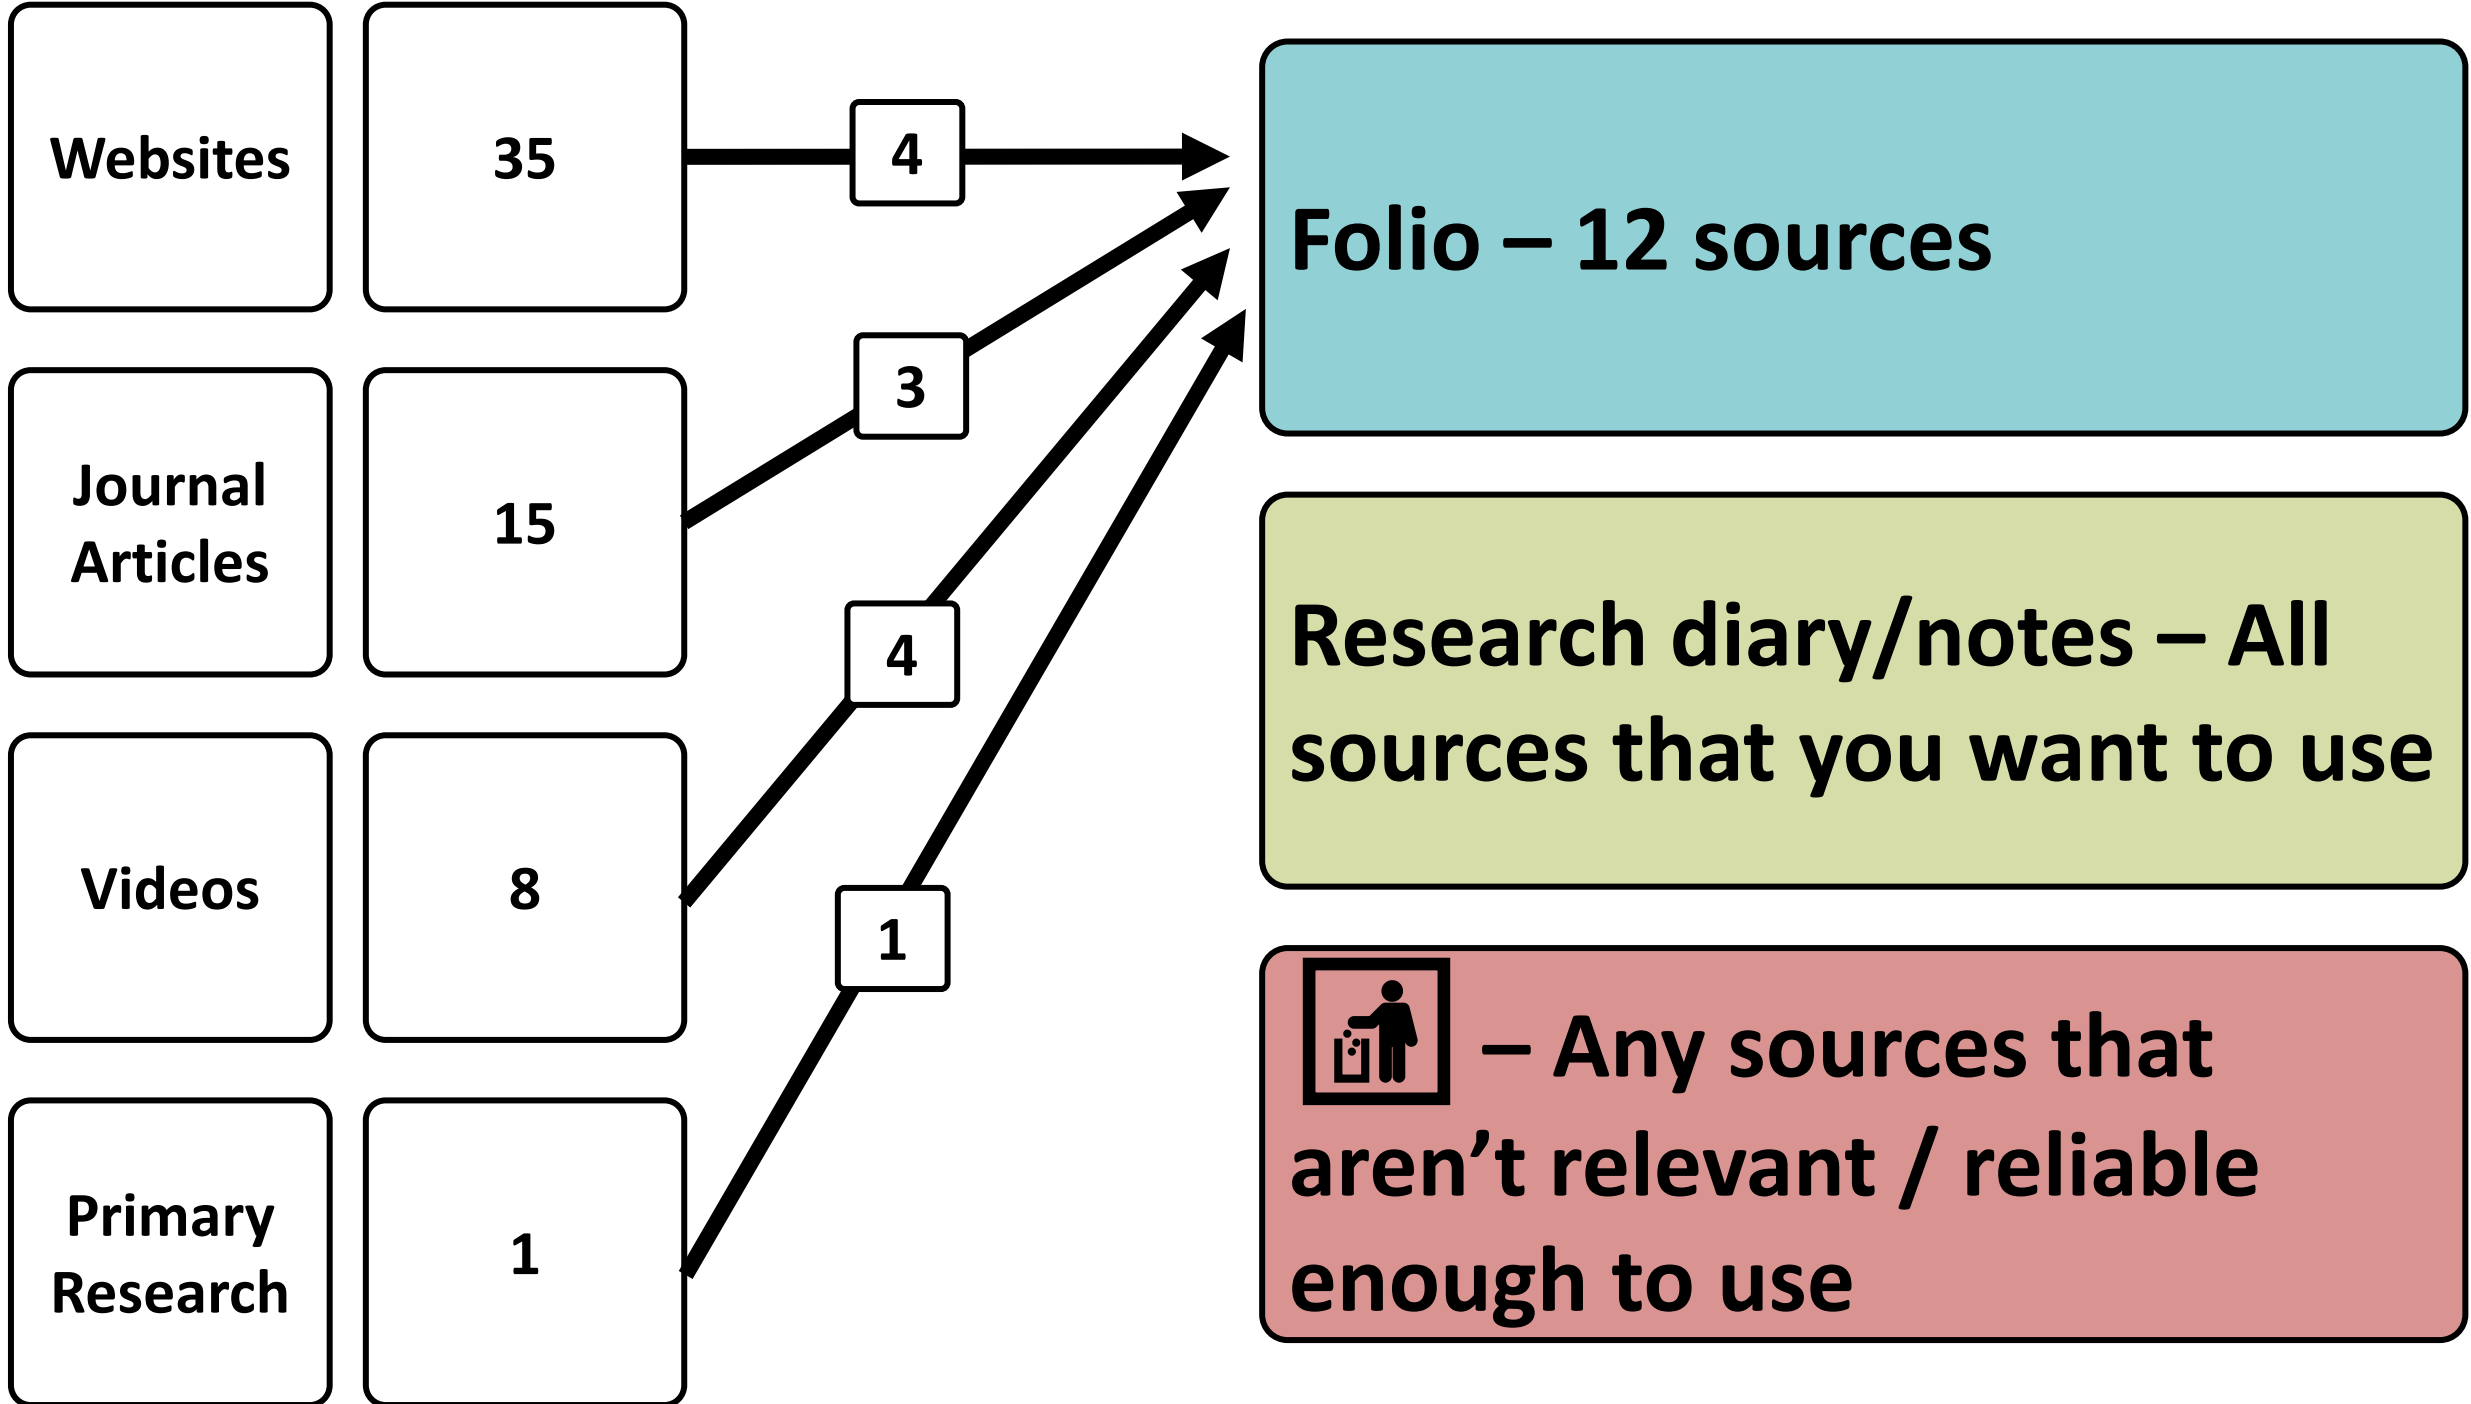 Websites
35
4
Folio – 12 sources
3
Journal
Articles
15
4
Research diary/notes – All
sources that you want to use
Videos
8
1
– Any sources that
aren’t relevant / reliable
enough to use
Primary
Research
1